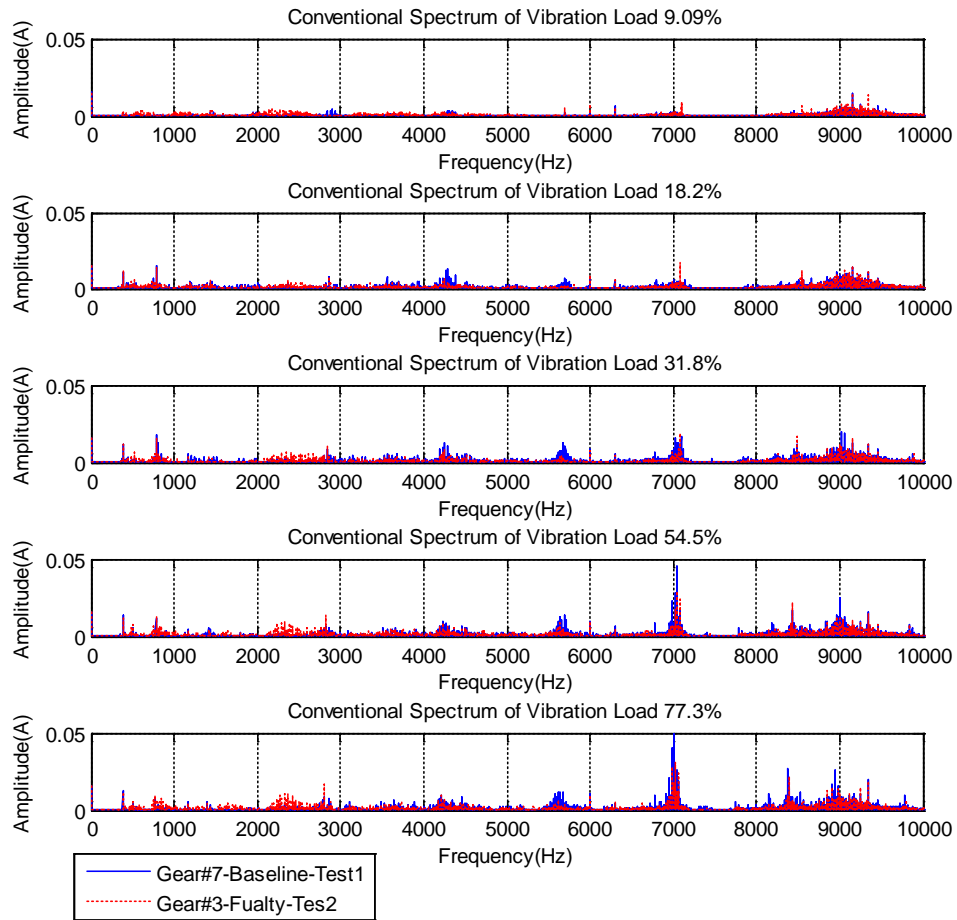 Conventional Spectrum of Vibration Load 9.09%
0.05
0
Amplitude(A)
0 1000 2000 3000 4000 5000 6000 7000 8000 9000 10000
Frequency(Hz)
Conventional Spectrum of Vibration Load 18.2%
0.05
0
Amplitude(A)
0 1000 2000 3000 4000 5000 6000 7000 8000 9000 10000
Frequency(Hz)
Conventional Spectrum of Vibration Load 31.8%
0.05
0
Amplitude(A)
0 1000 2000 3000 4000 5000 6000 7000 8000 9000 10000
Frequency(Hz)
Conventional Spectrum of Vibration Load 54.5%
0.05
0
Amplitude(A)
0 1000 2000 3000 4000 5000 6000 7000 8000 9000 10000
Frequency(Hz)
Conventional Spectrum of Vibration Load 77.3%
0.05
0
Amplitude(A)
0 1000 2000 3000 4000 5000 6000 7000 8000 9000 10000
Frequency(Hz)
Gear#7-Baseline-Test1
Gear#3-Fualty-Tes2